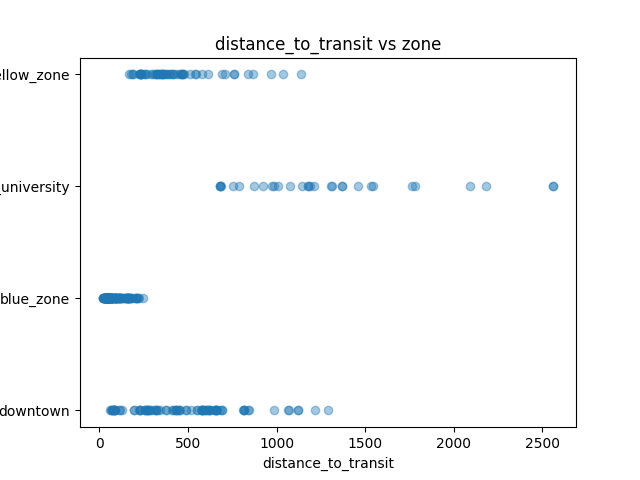 distance_to_transit vs zone
ellow_zone
_university
blue_zone
downtown
0 500 1000 1500 2000 2500
distance_to_transit